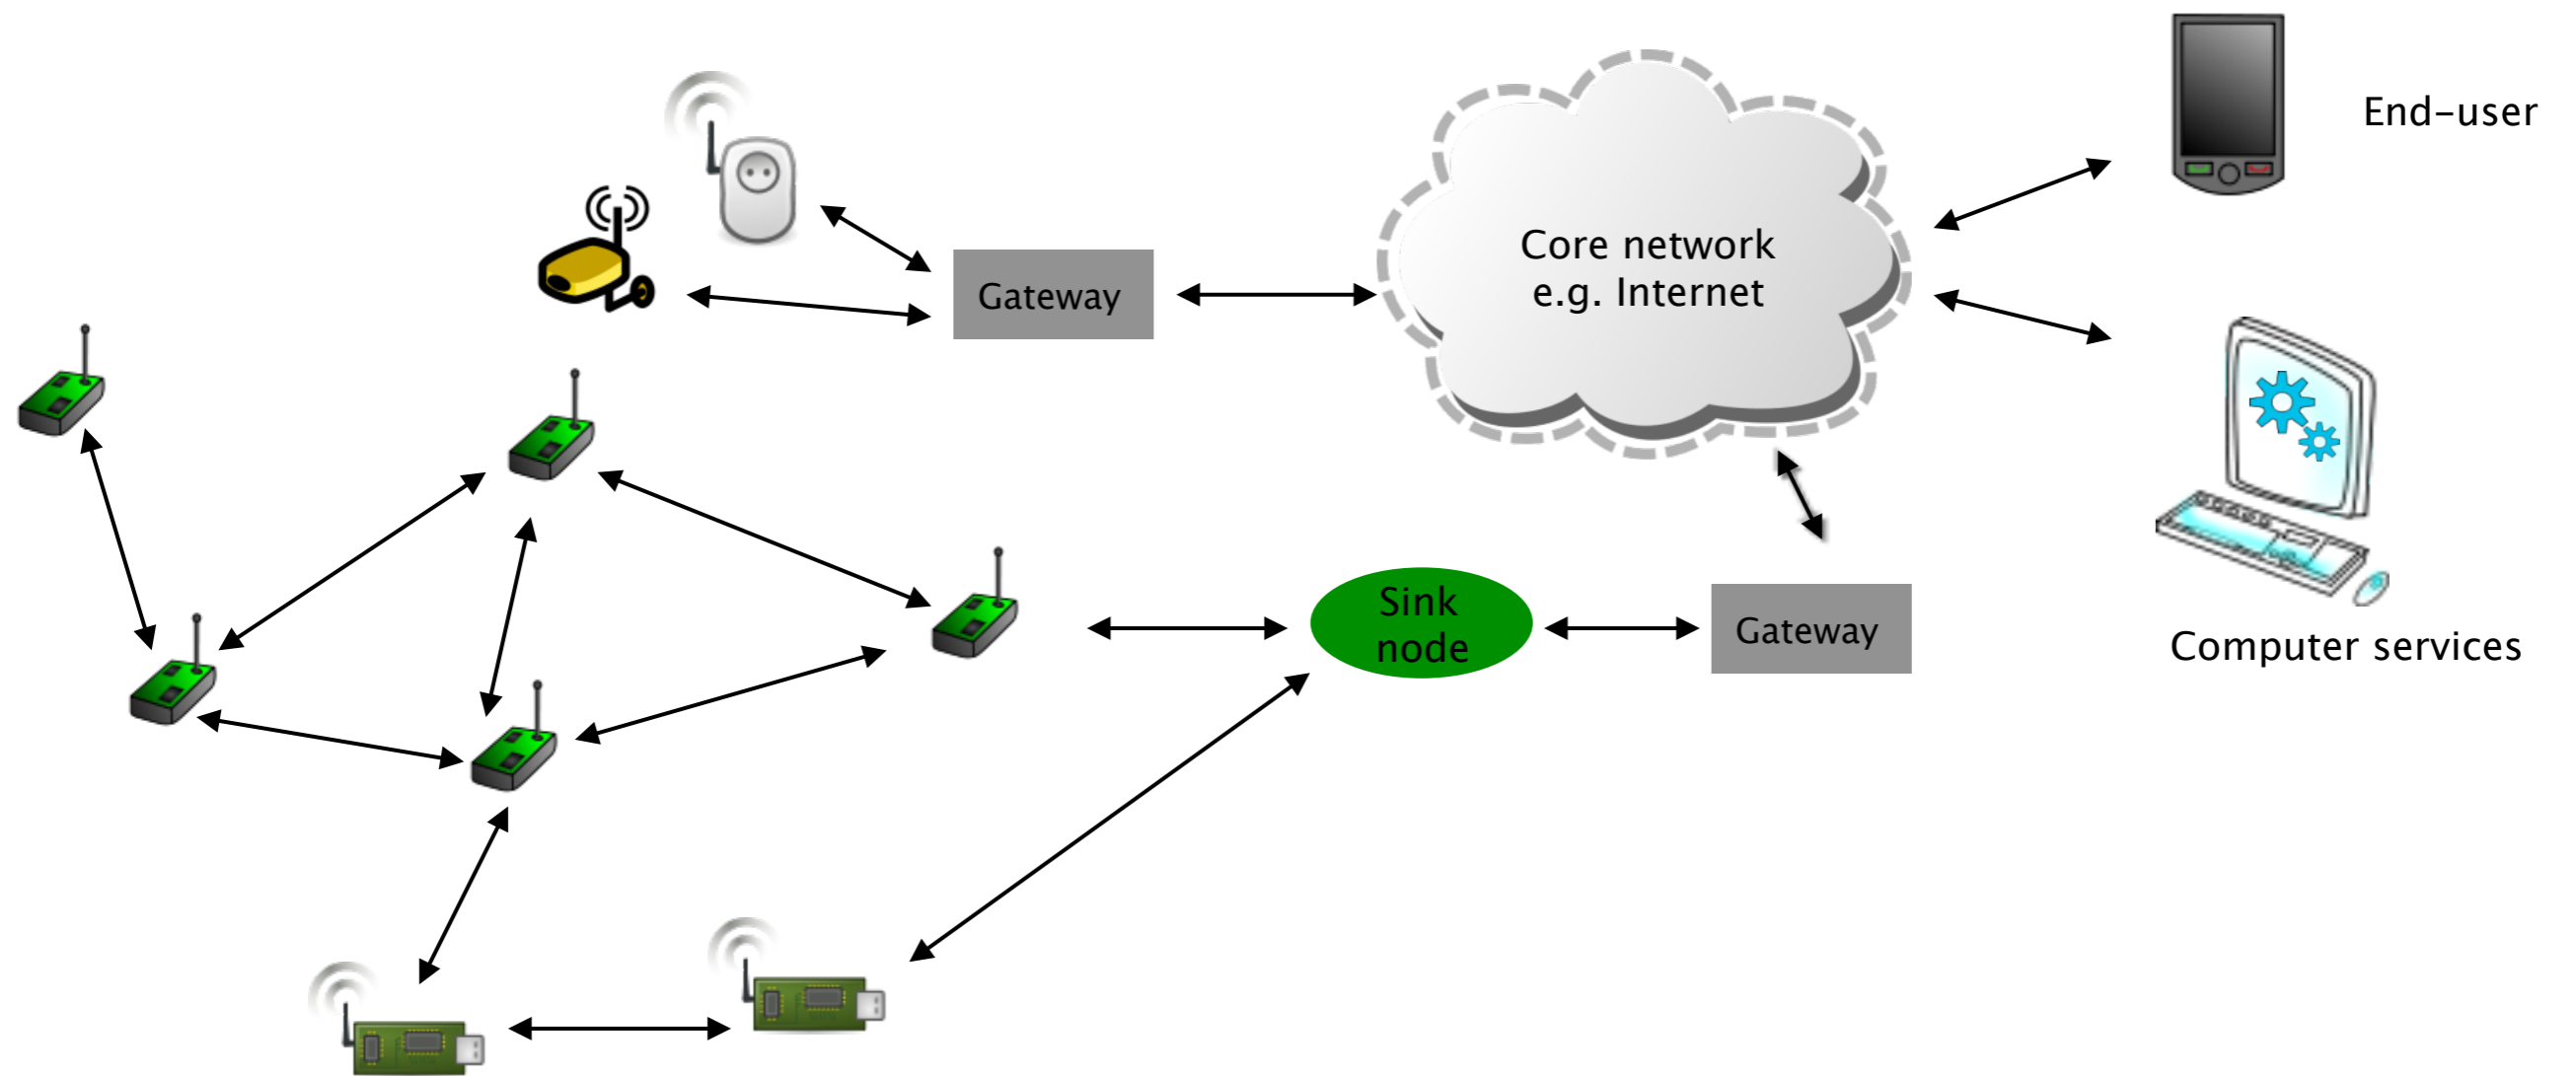 End-user
Core network
e.g. Internet
Gateway
Sink
node
Gateway
Computer services